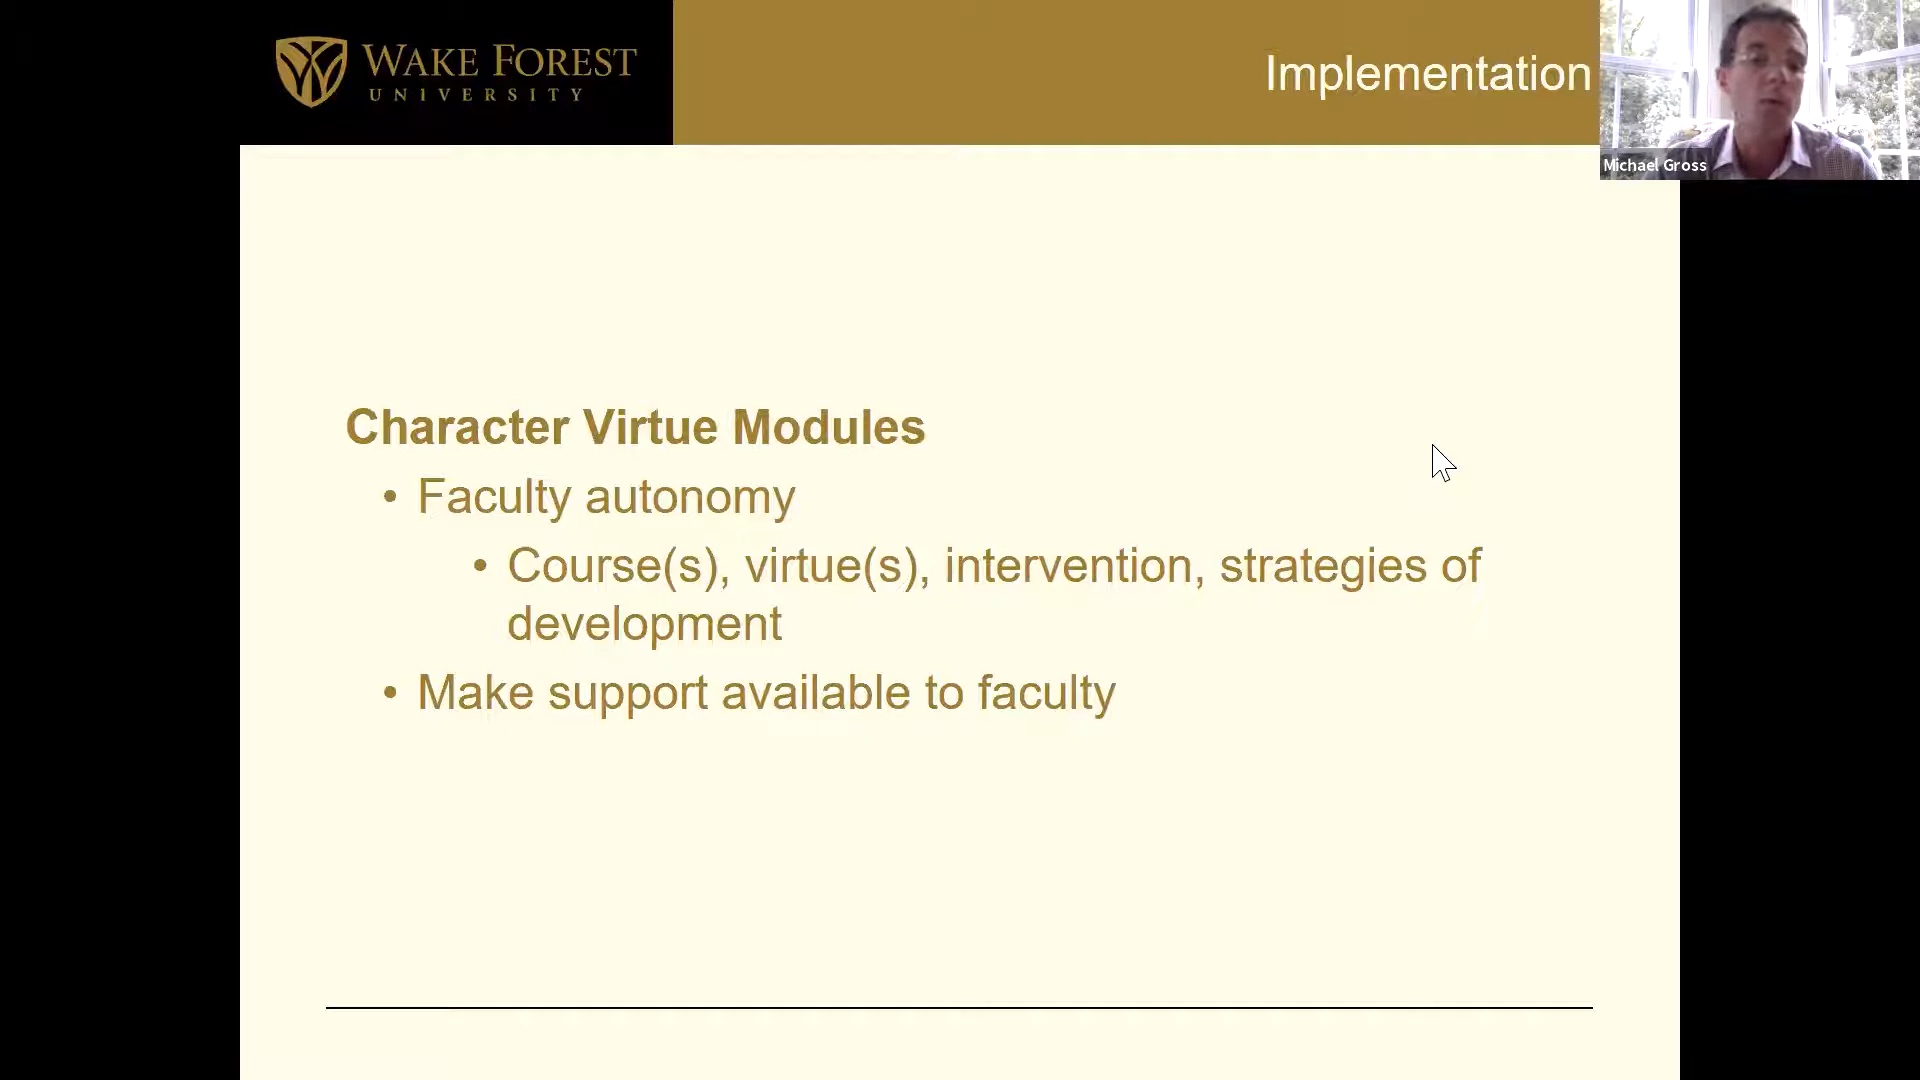 WAKE FOREST
UNIVERSITY
Implementation
Michael Gross
Character Virtue Modules
• Faculty autonomy
• Course(s), virtue(s), intervention, strategies of
development
• Make support available to faculty